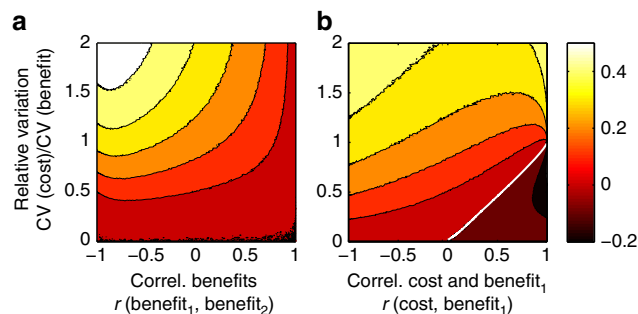 a
b
Relative variation
CV (cost)/CV (benefit)
2
1.5
1
0.5
0
−1 −0.5 0 0.5 1
Correl. benefits
r (benefit1, benefit2)
2
1.5
1
0.5
0
−1 −0.5 0 0.5 1
Correl. cost and benefit1
r (cost, benefit1)
0.4
0.2
0
−0.2